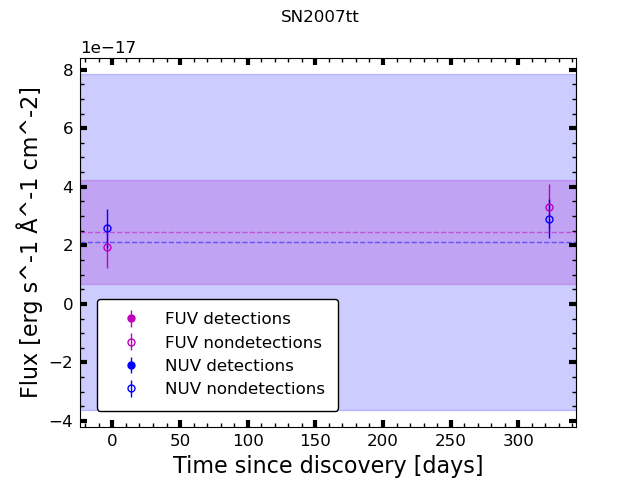 SN2007tt
1e−17
8
6
4
2
0
−2
−4
Flux [erg s^-1 Å^-1 cm^-2]
FUV detections
FUV nondetections
NUV detections
NUV nondetections
0 50 100 150 200 250 300
Time since discovery [days]